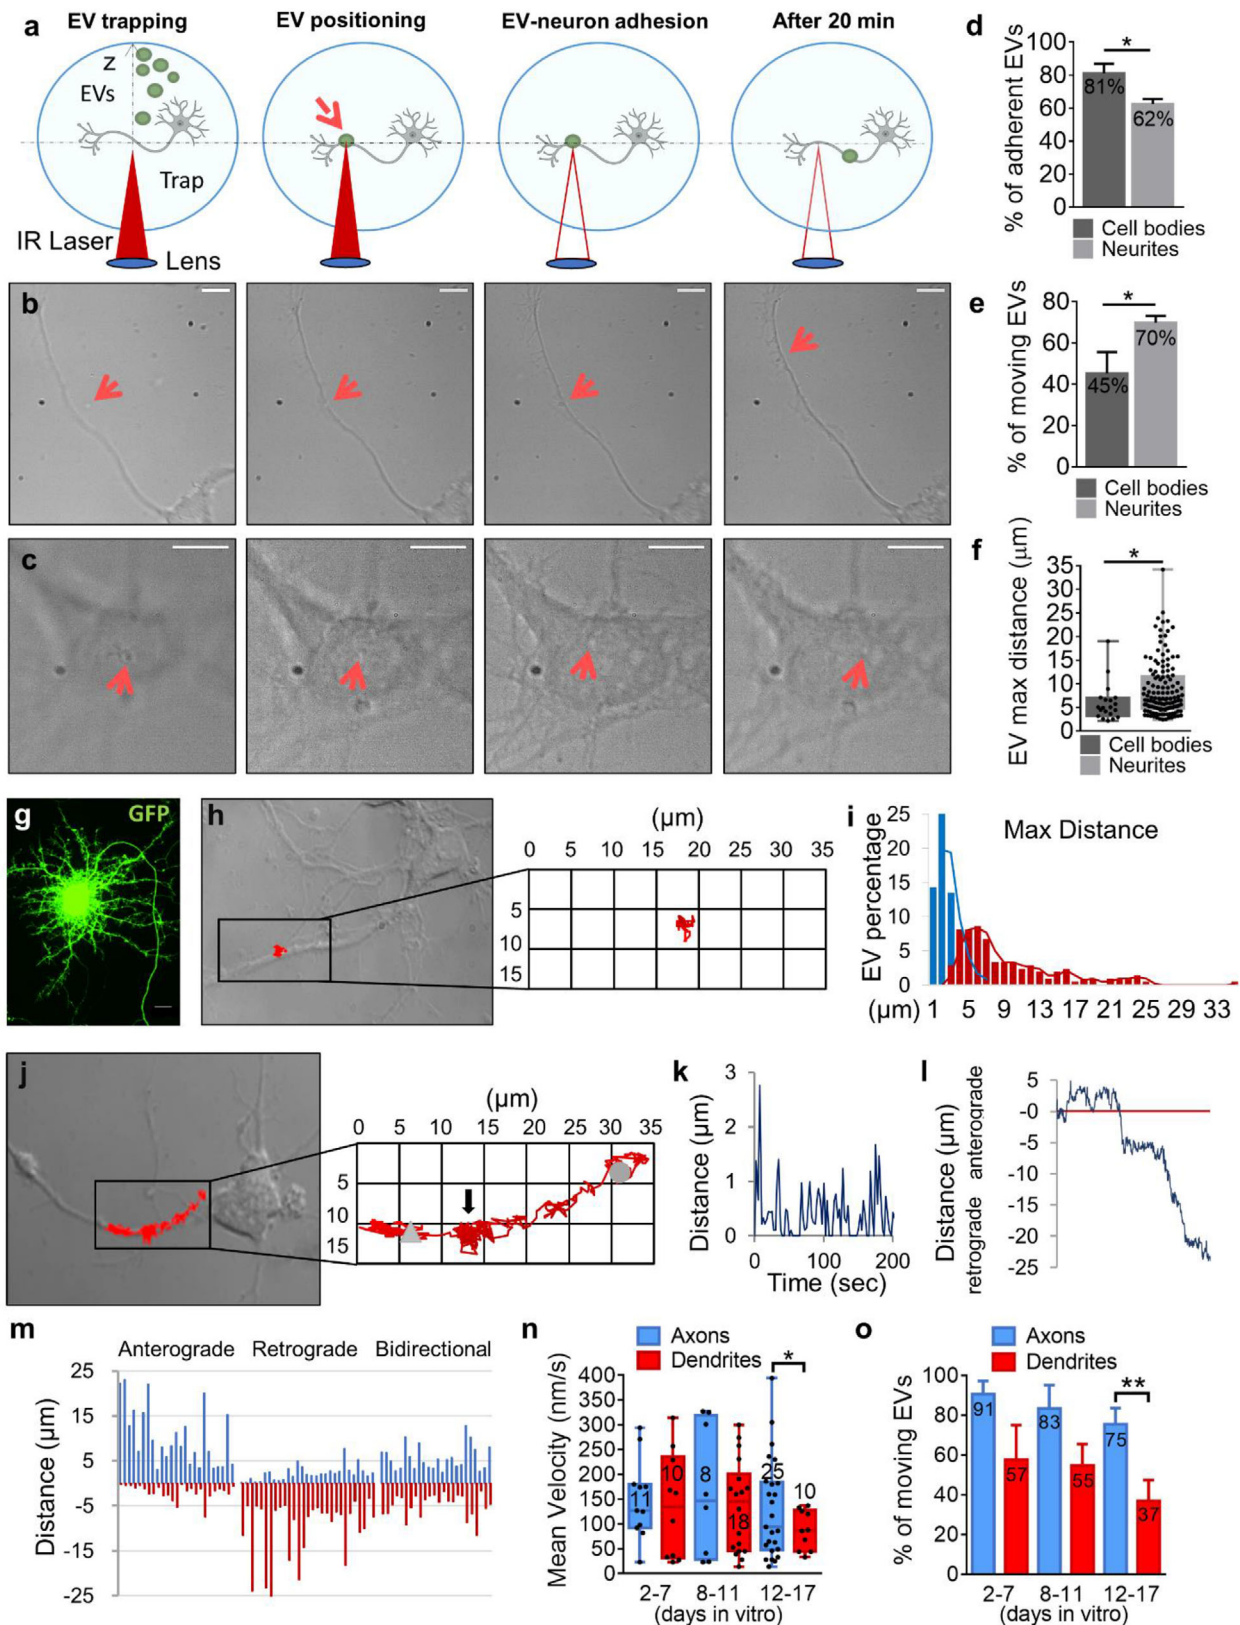 a
EV trapping
EV positioning
EV-neuron adhesion
After 20 min
Z
EVs
Trap
IR Laser
Lens
d
% of adherent EVs
100
80
60
40
20
0
*
81%
62%
Cell bodies
Neurites
b
e
% of moving EVs
80
60
40
20
0
*
45%
70%
Cell bodies
Neurites
c
f
EV max distance (μm)
35
30
25
20
15
10
5
0
*
Cell bodies
Neurites
g
GFP
h
(μm)
0 5 10 15 20 25 30 35
5
10
15
i
Max Distance
EV percentage
25
20
15
10
5
0
(μm) 1 5 9 13 17 21 25 29 33
j
(μm)
0 5 10 15 20 25 30 35
5
10
15
k
Distance (μm)
3
2
1
0
0 100 200
Time (sec)
l
Distance (μm)
retrograde anterograde
5
-0
-5
-10
-15
-20
-25
m
Anterograde Retrograde Bidirectional
Distance (μm)
25
15
5
-5
-15
-25
n
Axons
Dendrites
Mean Velocity (nm/s)
400
350
300
250
200
150
100
50
0
*
11
10
8
18
25
10
2-7 8-11 12-17
(days in vitro)
o
Axons
Dendrites
% of moving EVs
100
80
60
40
20
0
**
91
57
83
55
75
37
2-7 8-11 12-17
(days in vitro)